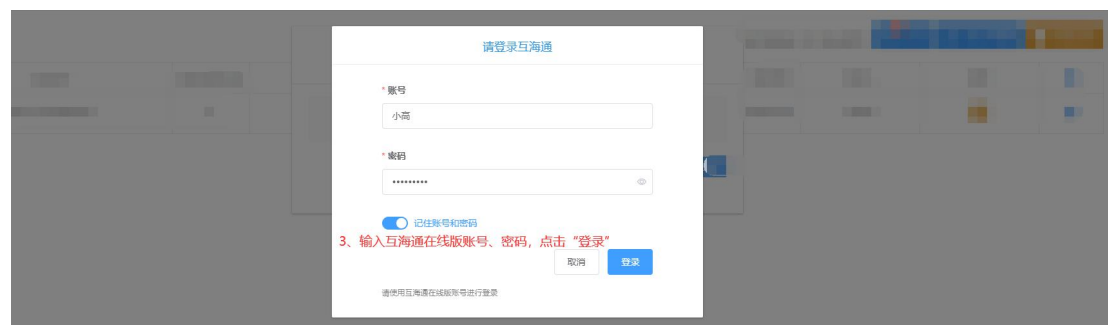 请登录互海通
* 账号
小高
* 密码
•••••••••
记住账号和密码
3、输入互海通在线版账号、密码，点击“登录”
取消
登录
请使用互海通在线版账号进行登录